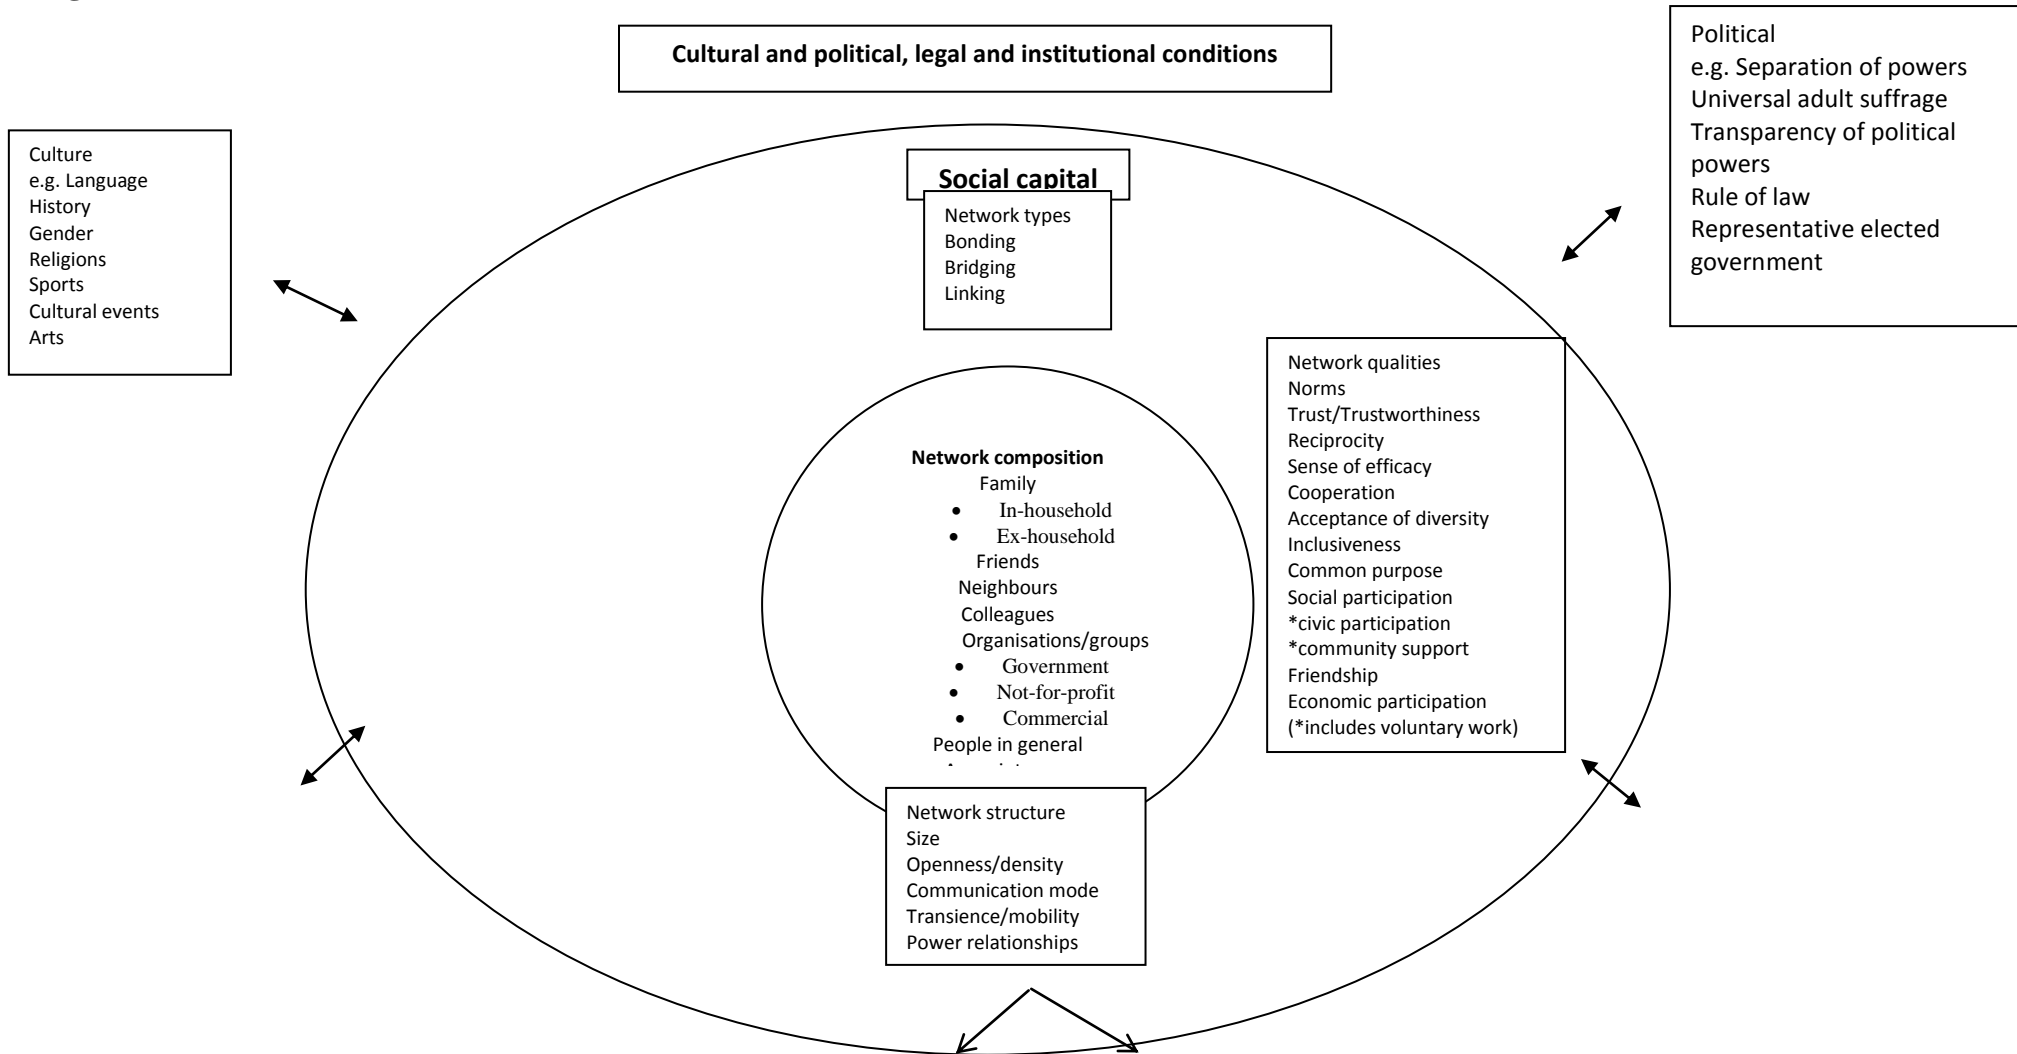 Cultural and political, legal and institutional conditions
Political
e.g. Separation of powers
Universal adult suffrage
Transparency of political
powers
Rule of law
Representative elected
government
Culture
e.g. Language
History
Gender
Religions
Sports
Cultural events
Arts
Social capital
Network types
Bonding
Bridging
Linking
Network qualities
Norms
Trust/Trustworthiness
Reciprocity
Sense of efficacy
Cooperation
Acceptance of diversity
Inclusiveness
Common purpose
Social participation
*civic participation
*community support
Friendship
Economic participation
(*includes voluntary work)
Network composition
Family
• In-household
• Ex-household
Friends
Neighbours
Colleagues
Organisations/groups
• Government
• Not-for-profit
• Commercial
People in general
Network structure
Size
Openness/density
Communication mode
Transience/mobility
Power relationships